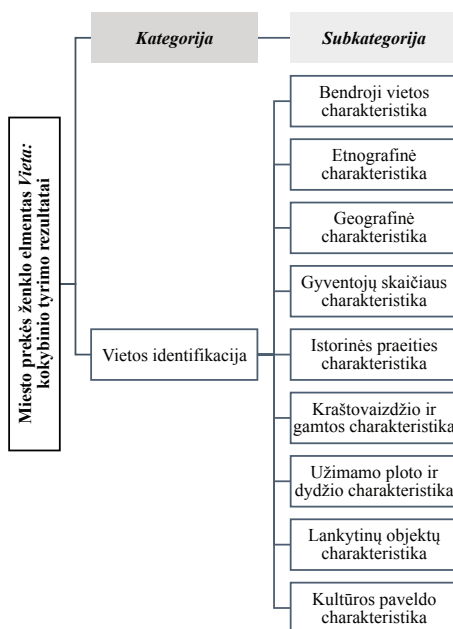 Kategorija
Subkategorija
Miesto prekės ženklo elmentas Vieta:
kokybinio tyrimo rezultatai
Vietos identifikacija
Bendroji vietos
charakteristika
Etnografinė
charakteristika
Geografinė
charakteristika
Gyventojų skaičiaus
charakteristika
Istorinės praeities
charakteristika
Kraštovaizdžio ir
gamtos charakteristika
Užimamo ploto ir
dydžio charakteristika
Lankytinų objektų
charakteristika
Kultūros paveldo
charakteristika